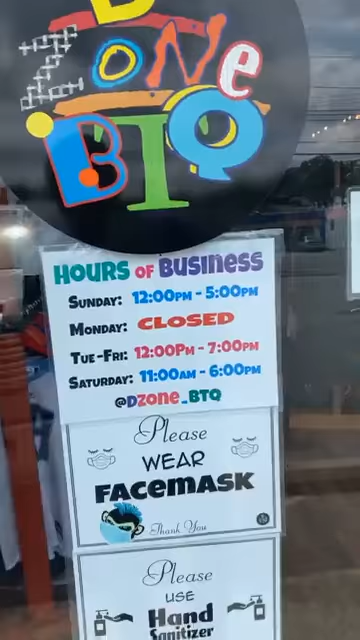 D
ZONe
BTQ
HOURS OF BUSINESS
SUNDAY: 12:00PM - 5:00PM
MONDAY: CLOSED
TUE-FRI: 12:00PM - 7:00PM
SATURDAY: 11:00AM - 6:00PM
@DZONE_BTQ
Please
WEAR
FACEMASK
Thank You
Please
USE
Hand
Sanitizer